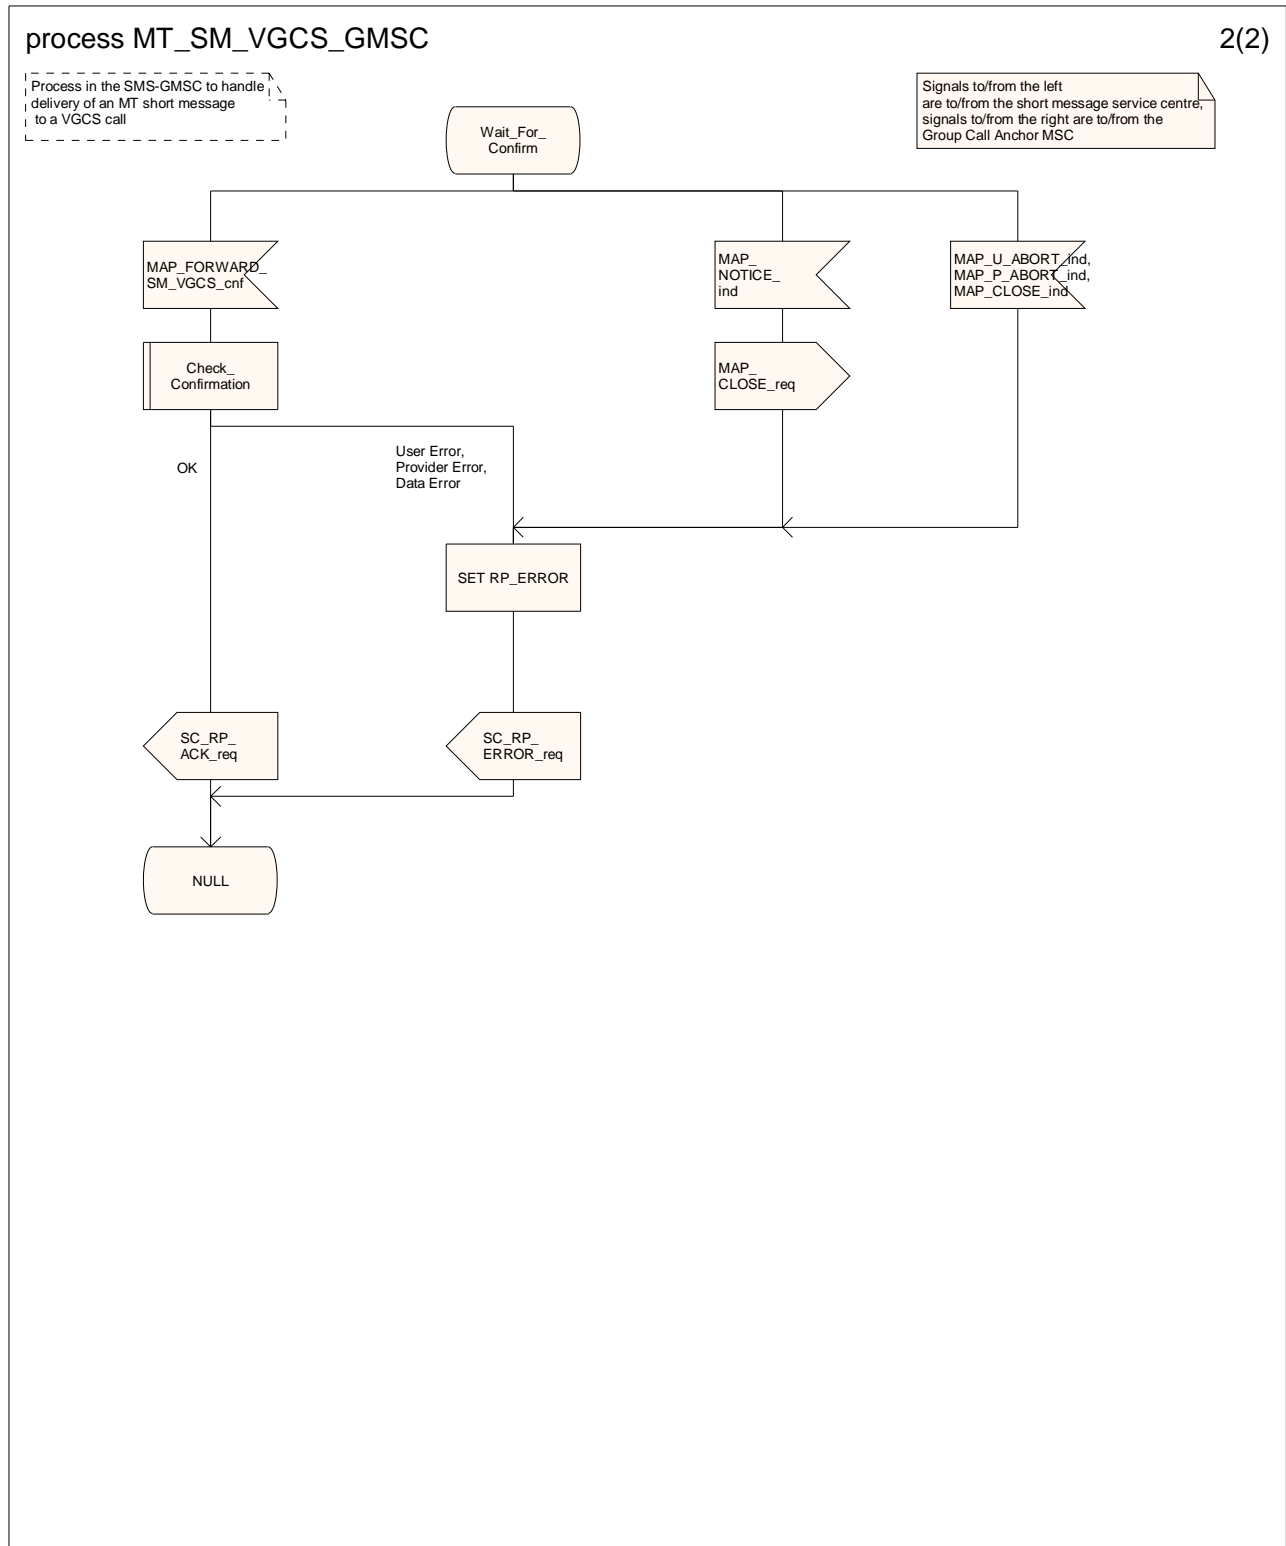 process MT_SM_VGCS_GMSC
2(2)
Process in the SMS-GMSC to handle
delivery of an MT short message
to a VGCS call
Signals to/from the left
are to/from the short message service centre,
signals to/from the right are to/from the
Group Call Anchor MSC
Wait_For_
Confirm
MAP_FORWARD_
SM_VGCS_cnf
MAP_
NOTICE_
ind
MAP_U_ABORT_ind,
MAP_P_ABORT_ind,
MAP_CLOSE_ind
Check_
Confirmation
MAP_
CLOSE_req
OK
User Error,
Provider Error,
Data Error
SET RP_ERROR
SC_RP_
ACK_req
SC_RP_
ERROR_req
NULL